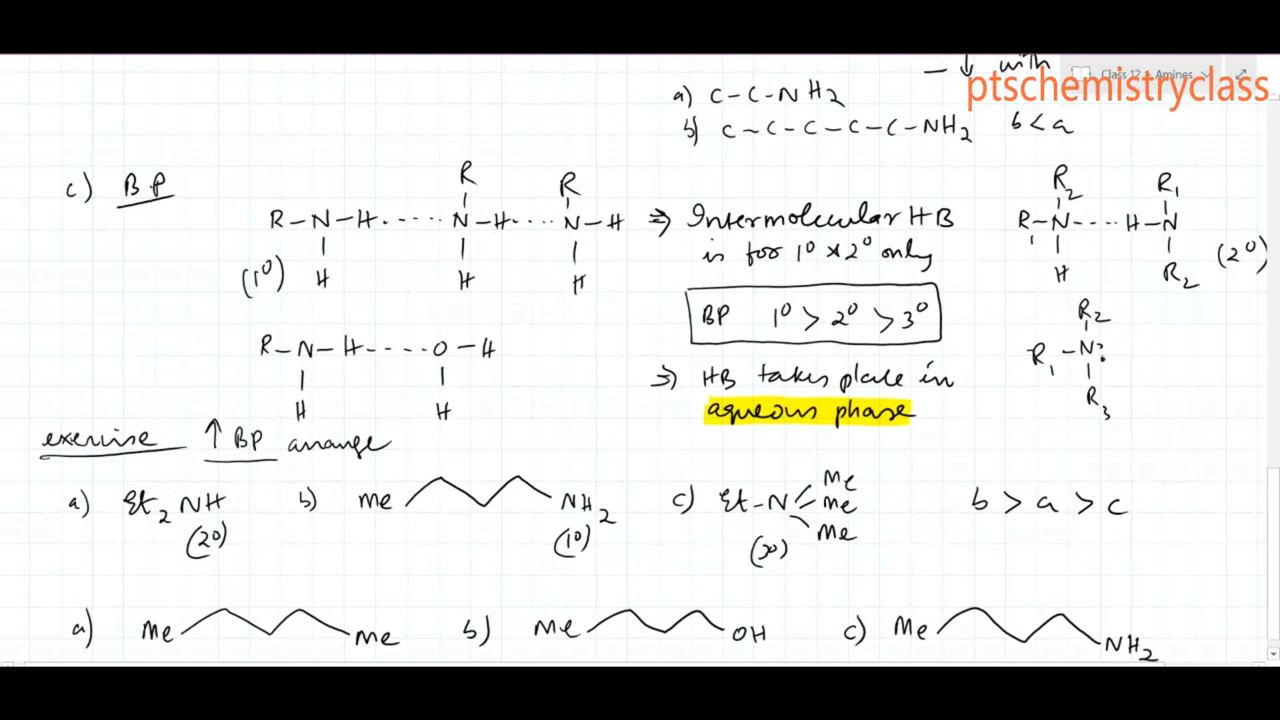 – ↓ with
Class 12 - Amines
ptschemistryclass
a) C-C-NH2
b) C-C-C-C-C-NH2 b < a
c) BP
R R
R-N-H.....N-H.....N-H
H H H
(1°)
⇒ Intermolecular HB
is for 1° & 2° only
R2 R1
R1-N....H-N
H R2
(2°)
BP 1° > 2° > 3°
R-N-H.....O-H
H H
R2
R1-N:
R3
⇒ HB takes place in
aqueous phase
exercise ↑ BP arrange
a) Et2NH b) Me NH2 c) Et-N Me Me Me b > a > c
(2°) (1°) (3°)
a) Me Me b) Me OH c) Me NH2